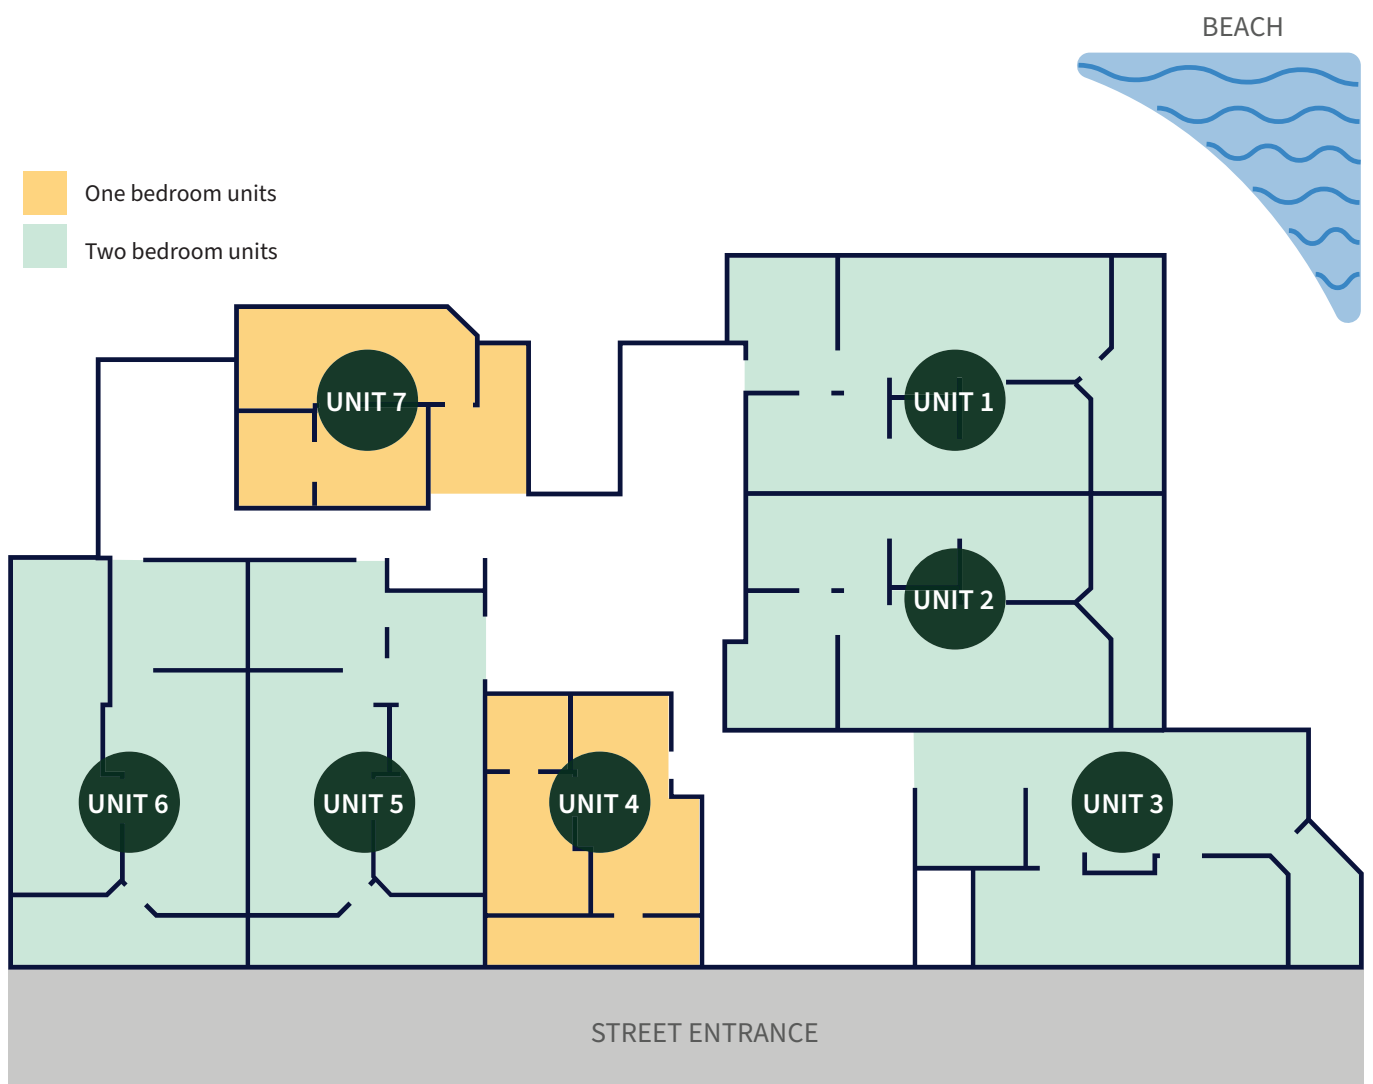 BEACH
One bedroom units
Two bedroom units
UNIT 7
UNIT 1
UNIT 2
UNIT 6
UNIT 5
UNIT 4
UNIT 3
STREET ENTRANCE